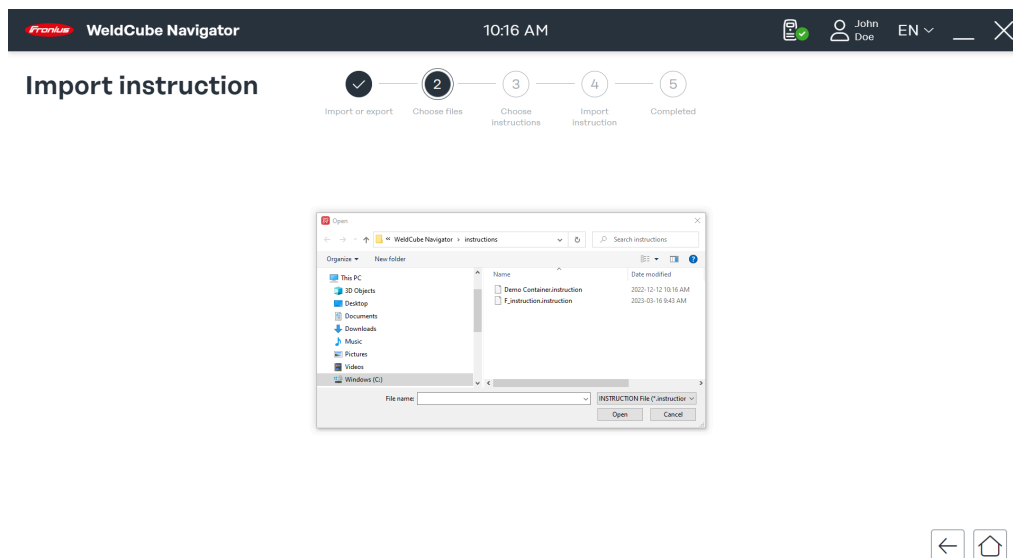 Fronius WeldCube Navigator 10:16 AM John Doe EN
Import instruction
2 3 4 5
Import or export Choose files Choose instructions Import instruction Completed
Open
« WeldCube Navigator › instructions Search instructions
Organize New folder ?
Name Date modified
This PC
3D Objects Demo Container.instruction 2022-12-12 10:16 AM
Desktop F_instruction.instruction 2023-03-16 9:43 AM
Documents
Downloads
Music
Pictures
Videos
Windows (C:)
File name: INSTRUCTION File (*.instruction
Open Cancel